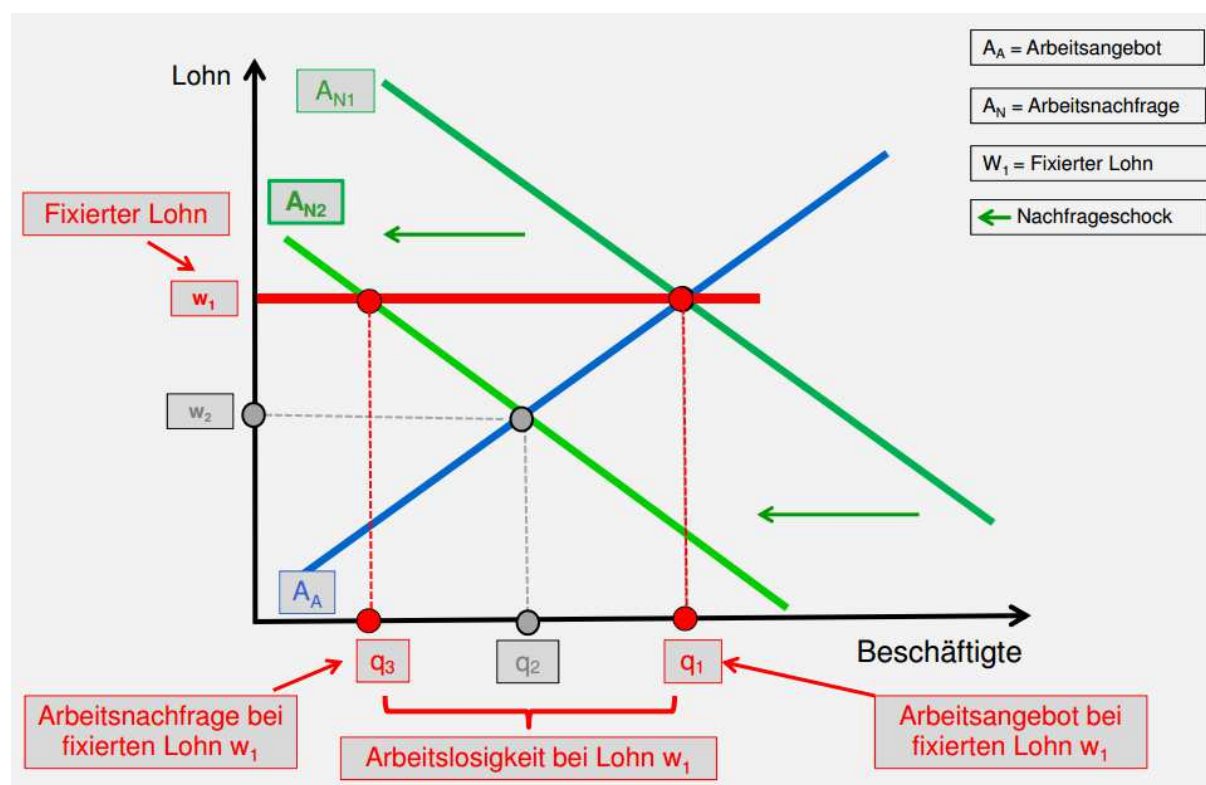 Lohn
A_N1
A_A = Arbeitsangebot
A_N = Arbeitsnachfrage
W_1 = Fixierter Lohn
Nachfrageschock
A_N2
Fixierter Lohn
w_1
w_2
A_A
Beschäftigte
q_3
q_2
q_1
Arbeitsnachfrage bei
fixierten Lohn w_1
Arbeitslosigkeit bei Lohn w_1
Arbeitsangebot bei
fixierten Lohn w_1